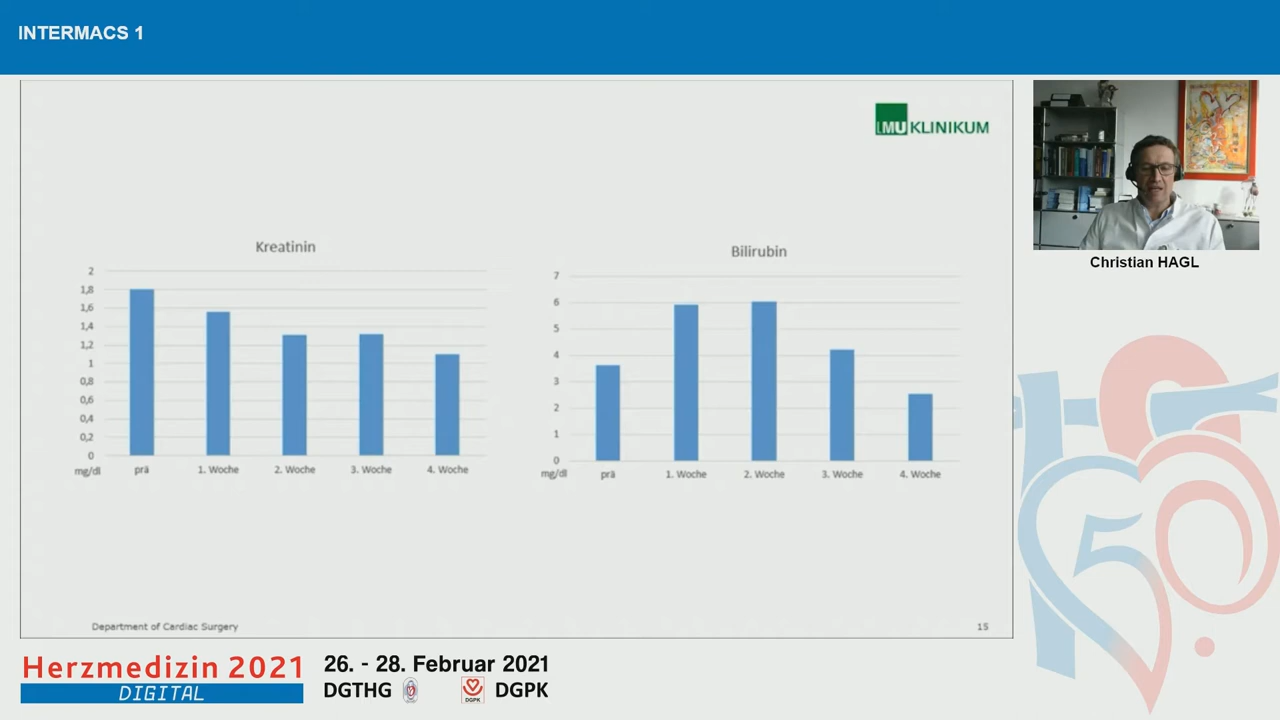 INTERMACS 1
LMU KLINIKUM
Kreatinin
2
1,8
1,6
1,4
1,2
1
0,8
0,6
0,4
0,2
0
mg/dl
prä 1. Woche 2. Woche 3. Woche 4. Woche
Bilirubin
7
6
5
4
3
2
1
0
mg/dl
prä 1. Woche 2. Woche 3. Woche 4. Woche
Department of Cardiac Surgery 15
Christian HAGL
50
Herzmedizin 2021
DIGITAL
26. - 28. Februar 2021
DGTHG DGPK DGPK